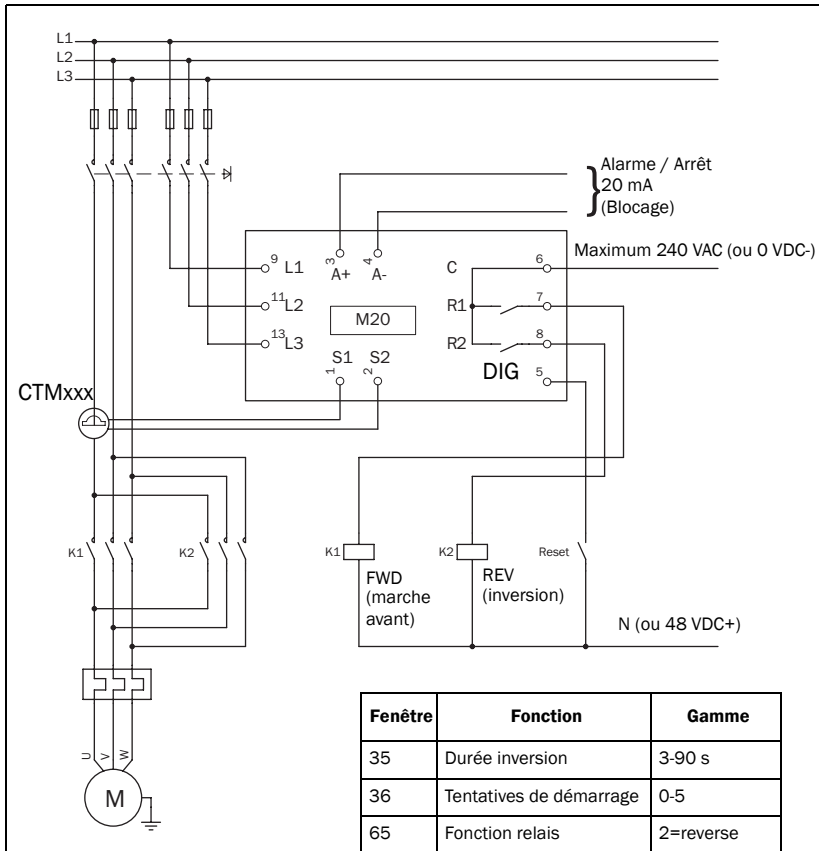 L1
L2
L3
Alarme / Arrêt
20 mA
(Blocage)
Maximum 240 VAC (ou 0 VDC-)
9 L1
3 A+
4 A-
C 6
11 L2
M20
R1 7
13 L3
R2 8
S1 1
S2 2
DIG 5
CTMxxx
K1
K2
K1
K2
Reset
FWD
(marche
avant)
REV
(inversion)
N (ou 48 VDC+)
U V W
M
Fenêtre Fonction Gamme
35 Durée inversion 3-90 s
36 Tentatives de démarrage 0-5
65 Fonction relais 2=reverse